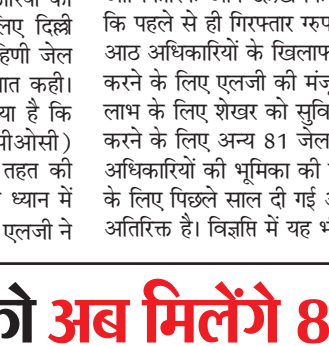 लिए दिल्ली
हिणी जेल
ात कही।
या है कि
ीओसी)
तहत की
ध्यान में
एलजी ने
कि पहले से ही गिरफ्तार ग्रुप
आठ अधिकारियों के खिलाफ
करने के लिए एलजी की मंजू
लाभ के लिए शेखर को सुवि
करने के लिए अन्य 81 जेल
अधिकारियों की भूमिका की
के लिए पिछले साल दी गई
अतिरिक्त है। विज्ञप्ति में यह भ
को अब मिलेंगे 8